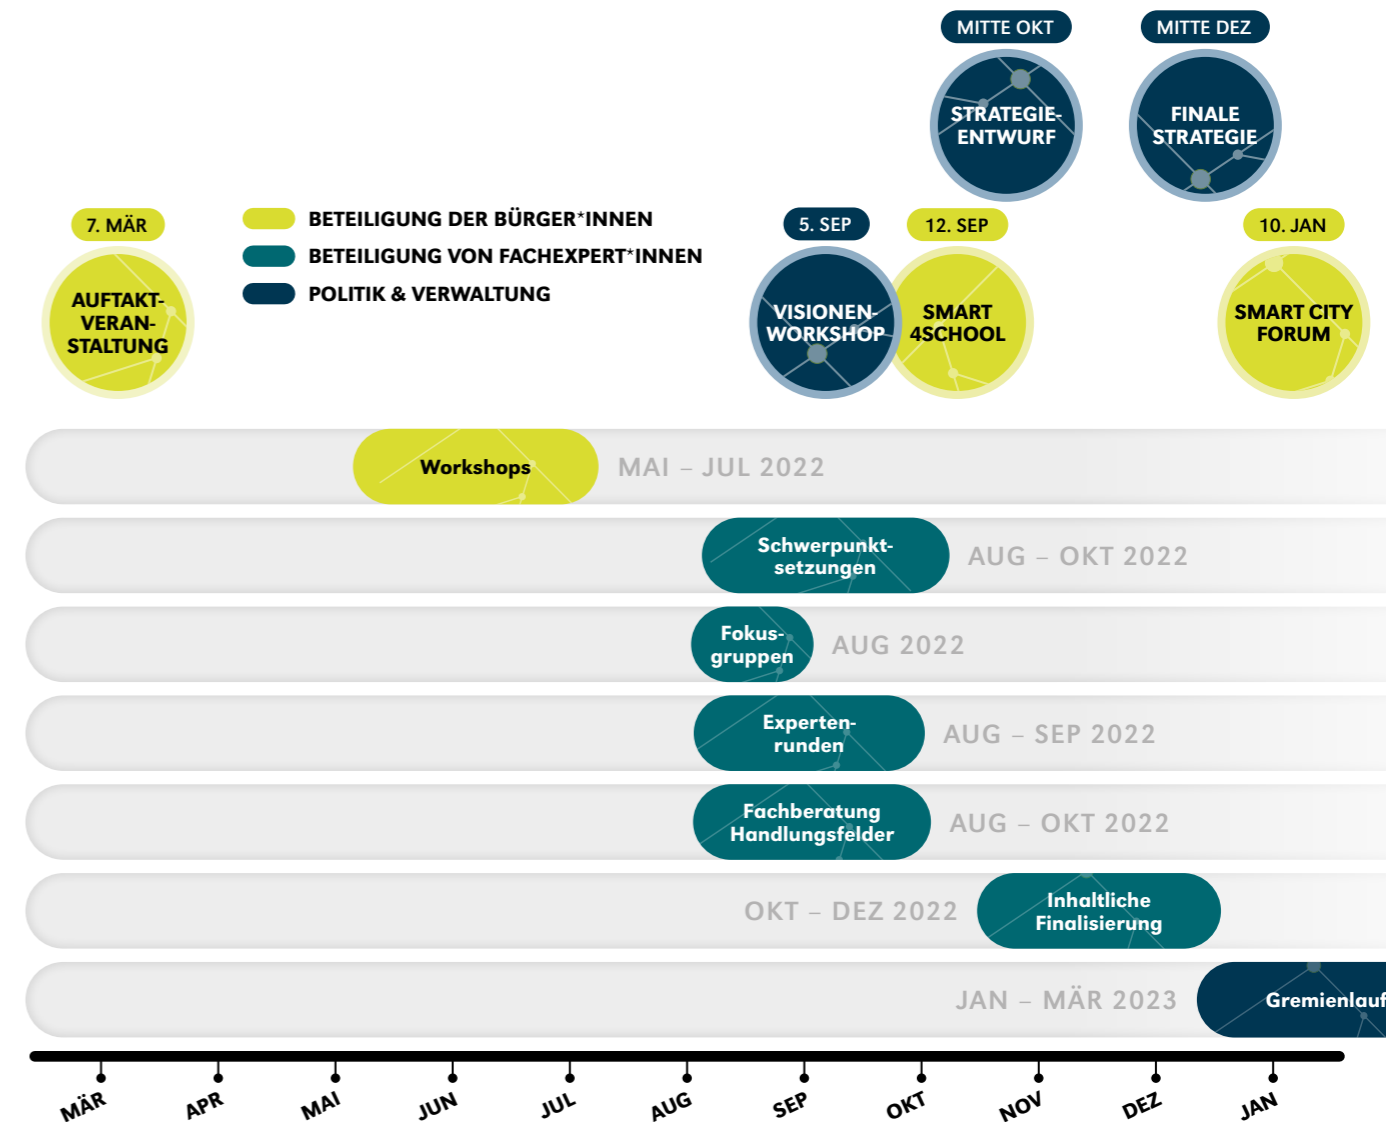 MITTE OKT
MITTE DEZ
STRATEGIE-
ENTWURF
FINALE
STRATEGIE
7. MÄR
BETEILIGUNG DER BÜRGER*INNEN
BETEILIGUNG VON FACHEXPERT*INNEN
POLITIK & VERWALTUNG
5. SEP
12. SEP
10. JAN
AUFTAKT-
VERAN-
STALTUNG
VISIONEN-
WORKSHOP
SMART
4SCHOOL
SMART CITY
FORUM
Workshops
MAI – JUL 2022
Schwerpunkt-
setzungen
AUG – OKT 2022
Fokus-
gruppen
AUG 2022
Experten-
runden
AUG – SEP 2022
Fachberatung
Handlungsfelder
AUG – OKT 2022
OKT – DEZ 2022
Inhaltliche
Finalisierung
JAN – MÄR 2023
Gremienlauf
MÄR
APR
MAI
JUN
JUL
AUG
SEP
OKT
NOV
DEZ
JAN